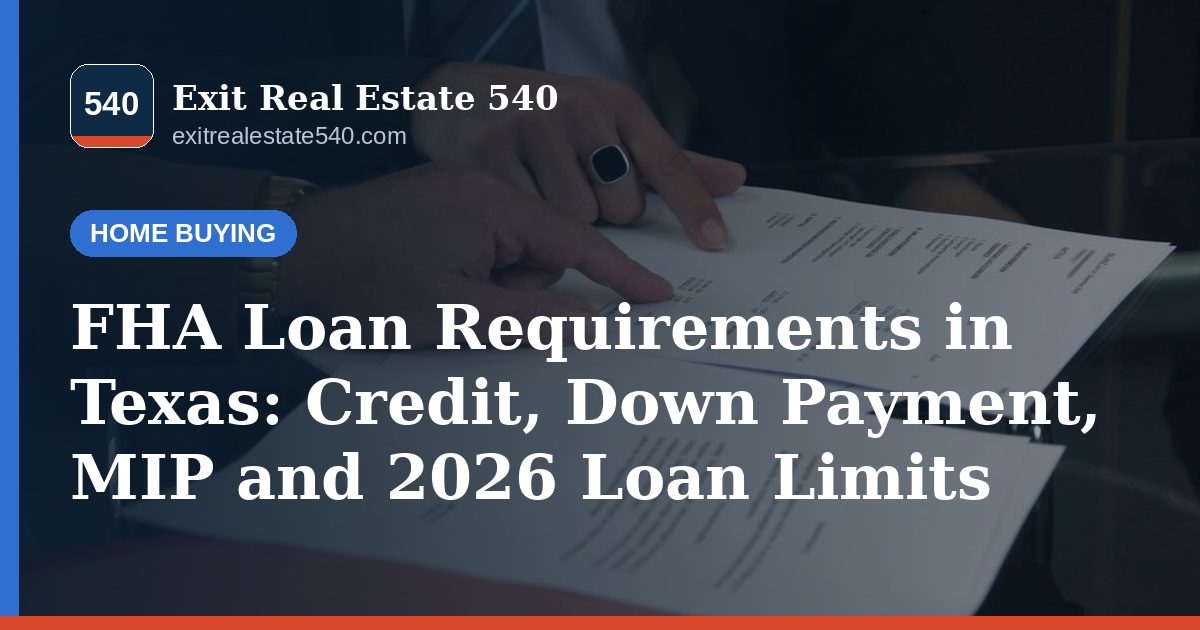 540
Exit Real Estate 540
exitrealestate540.com
HOME BUYING
FHA Loan Requirements in
Texas: Credit, Down Payment,
MIP and 2026 Loan Limits